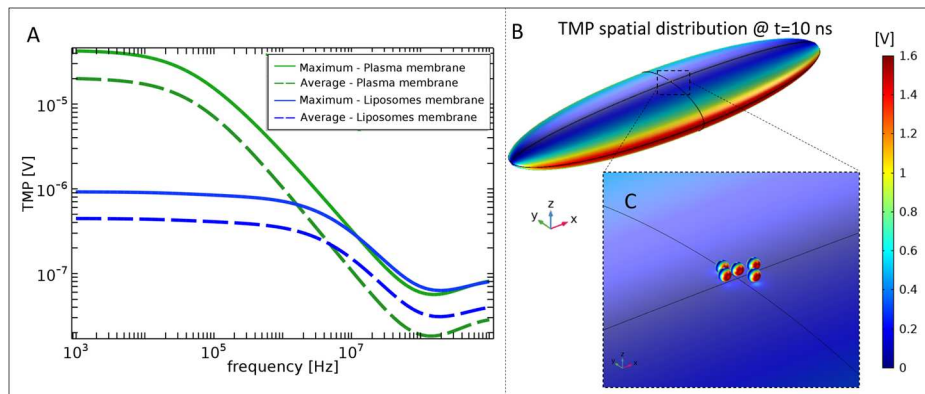 A
TMP [V]
10⁻⁵
10⁻⁶
10⁻⁷
10³
10⁵
10⁷
frequency [Hz]
Maximum - Plasma membrane
Average - Plasma membrane
Maximum - Liposomes membrane
Average - Liposomes membrane
B
TMP spatial distribution @ t=10 ns
[V]
1.6
1.4
1.2
1
0.8
0.6
0.4
0.2
0
z
y
x
C
z
y
x